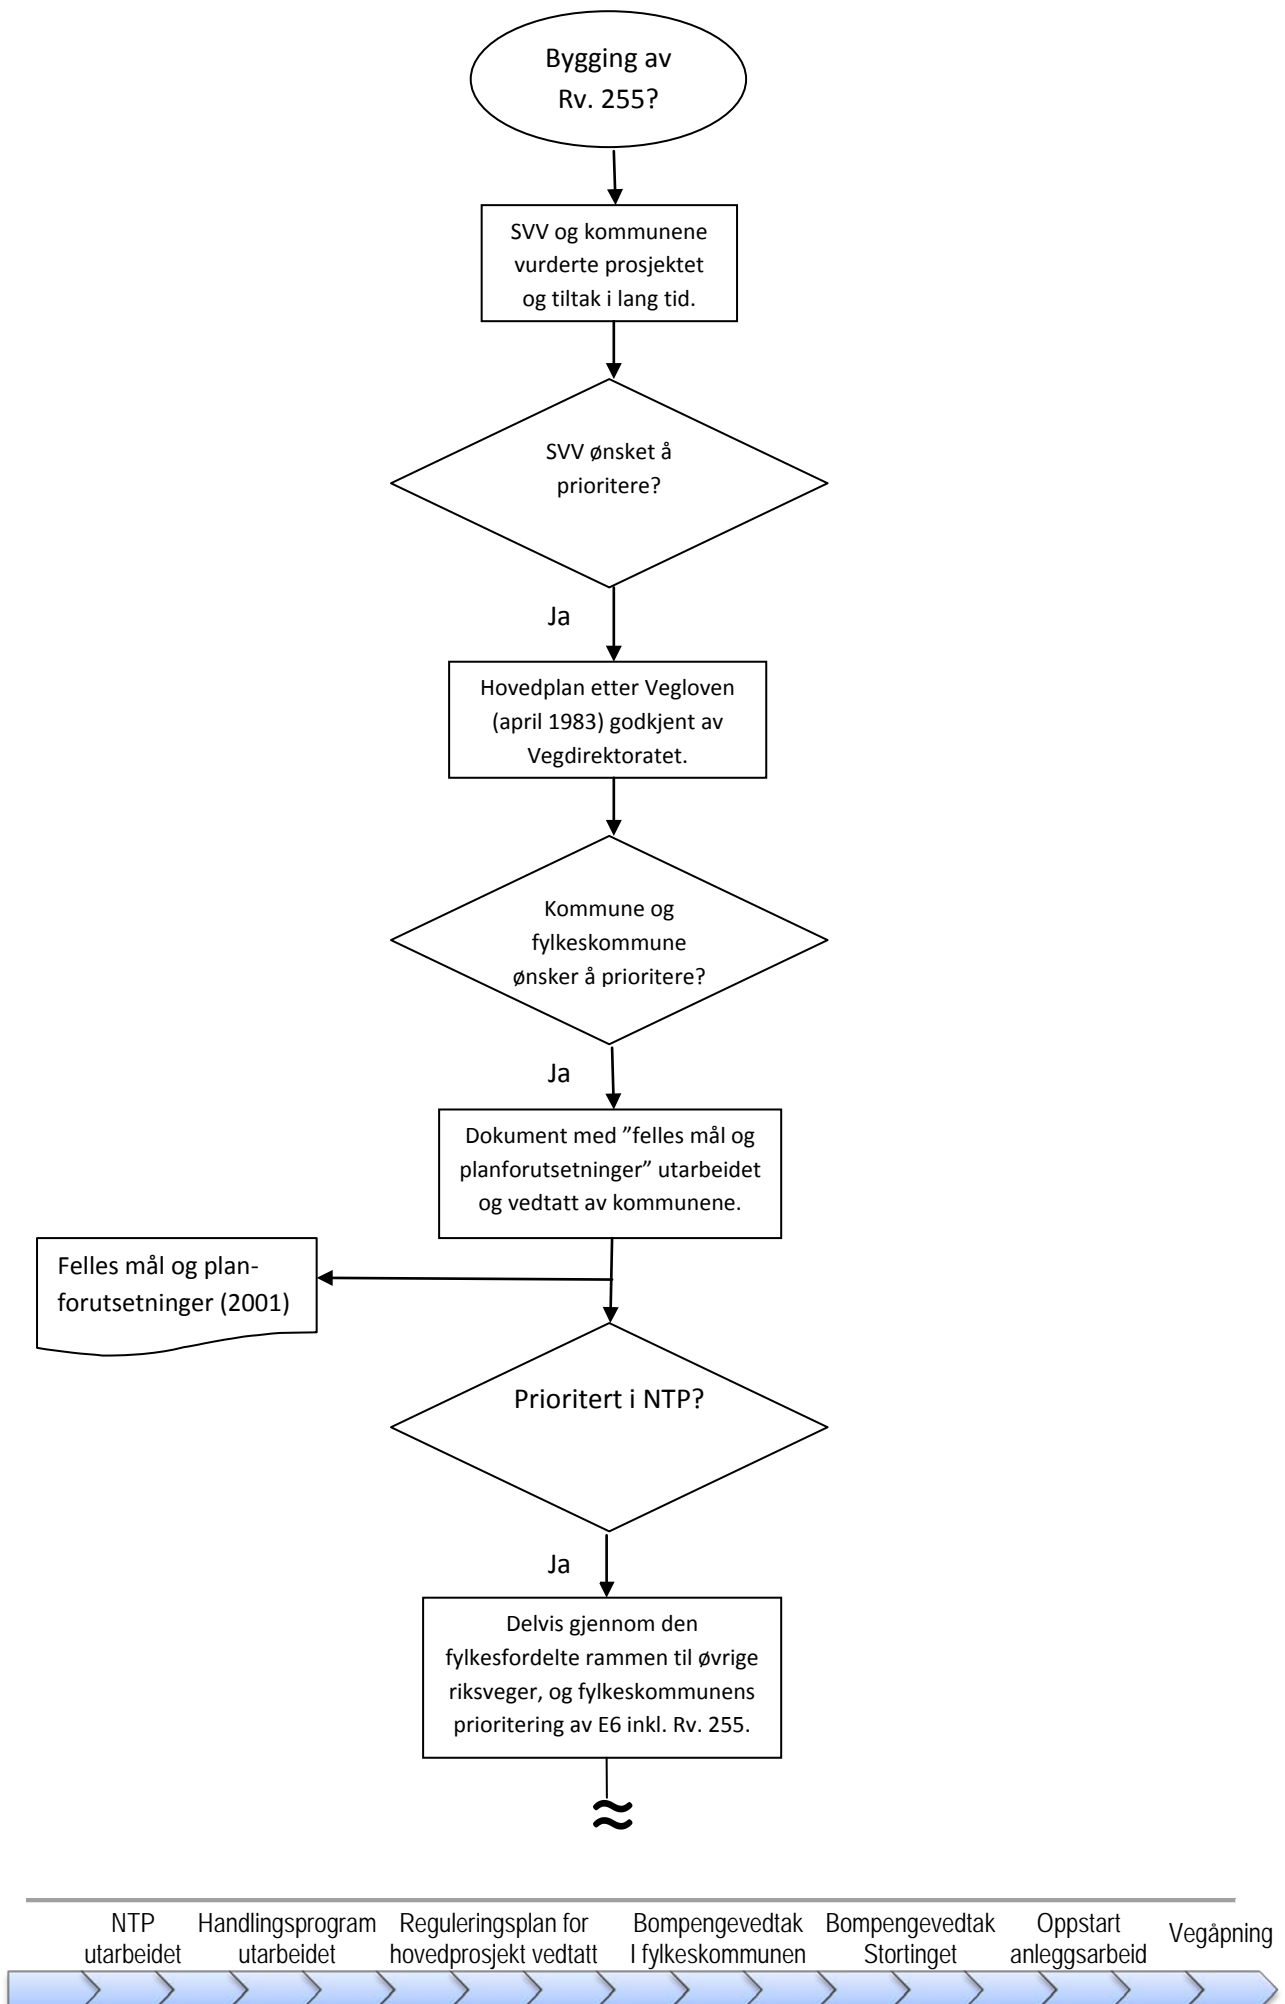 Bygging av
Rv. 255?
SVV og kommunene
vurderte prosjektet
og tiltak i lang tid.
SVV ønsket å
prioritere?
Ja
Hovedplan etter Vegloven
(april 1983) godkjent av
Vegdirektoratet.
Kommune og
fylkeskommune
ønsker å prioritere?
Ja
Dokument med ”felles mål og
planforutsetninger” utarbeidet
og vedtatt av kommunene.
Felles mål og plan-
forutsetninger (2001)
Prioritert i NTP?
Ja
Delvis gjennom den
fylkesfordelte rammen til øvrige
riksveger, og fylkeskommunens
prioritering av E6 inkl. Rv. 255.
≈
NTP
utarbeidet
Handlingsprogram
utarbeidet
Reguleringsplan for
hovedprosjekt vedtatt
Bompengevedtak
I fylkeskommunen
Bompengevedtak
Stortinget
Oppstart
anleggsarbeid
Vegåpning